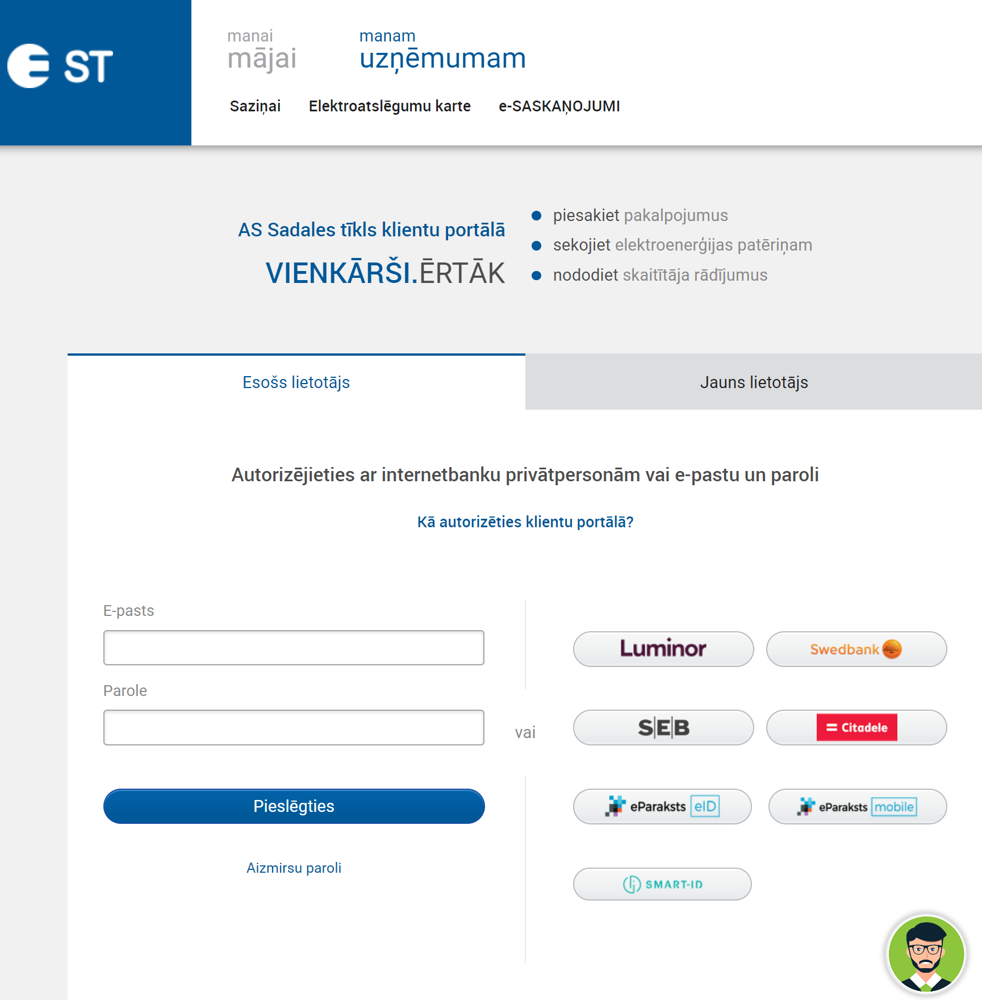 ST
manai
mājai
manam
uzņēmumam
Saziņai Elektroatslēgumu karte e-SASKAŅOJUMI
AS Sadales tīkls klientu portālā
VIENKĀRŠI.ĒRTĀK
piesakiet pakalpojumus
sekojiet elektroenerģijas patēriņam
nododiet skaitītāja rādījumus
Esošs lietotājs Jauns lietotājs
Autorizējieties ar internetbanku privātpersonām vai e-pastu un paroli
Kā autorizēties klientu portālā?
E-pasts
Parole
Pieslēgties
Aizmirsu paroli
vai
Luminor Swedbank
SEB Citadele
eParaksts eID eParaksts mobile
SMART-ID